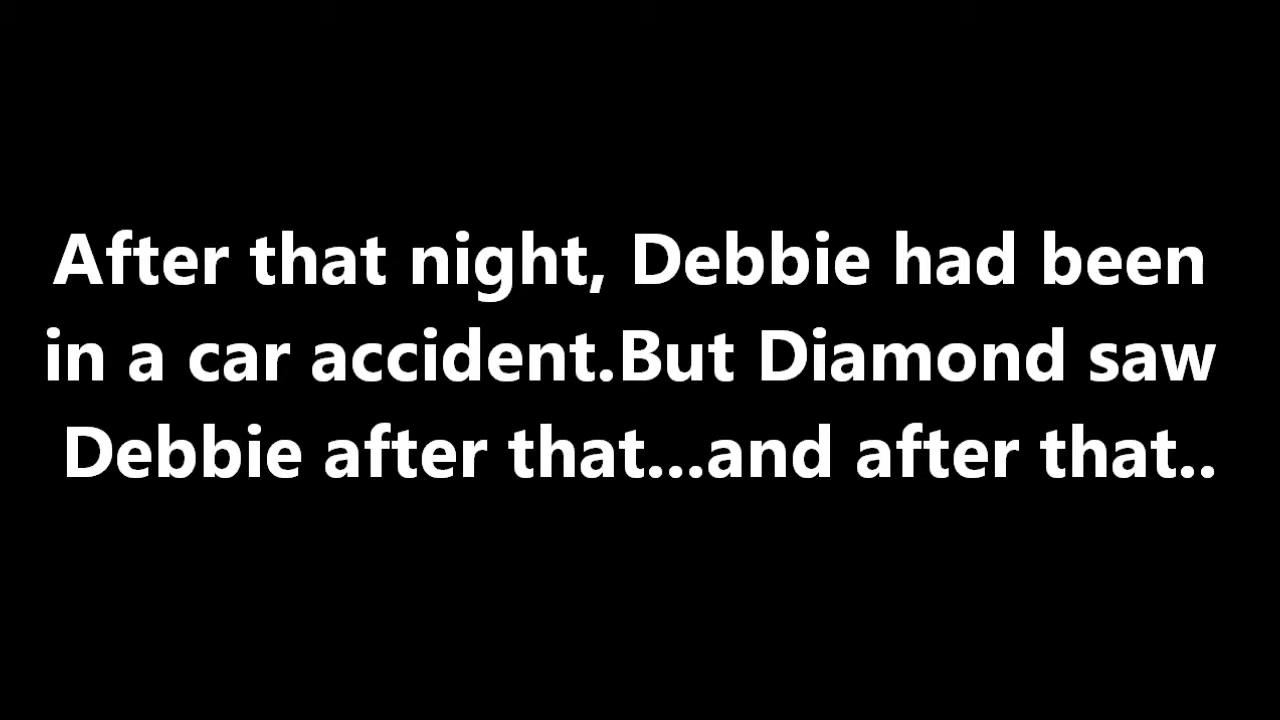 After that night, Debbie had been
in a car accident.But Diamond saw
Debbie after that...and after that..